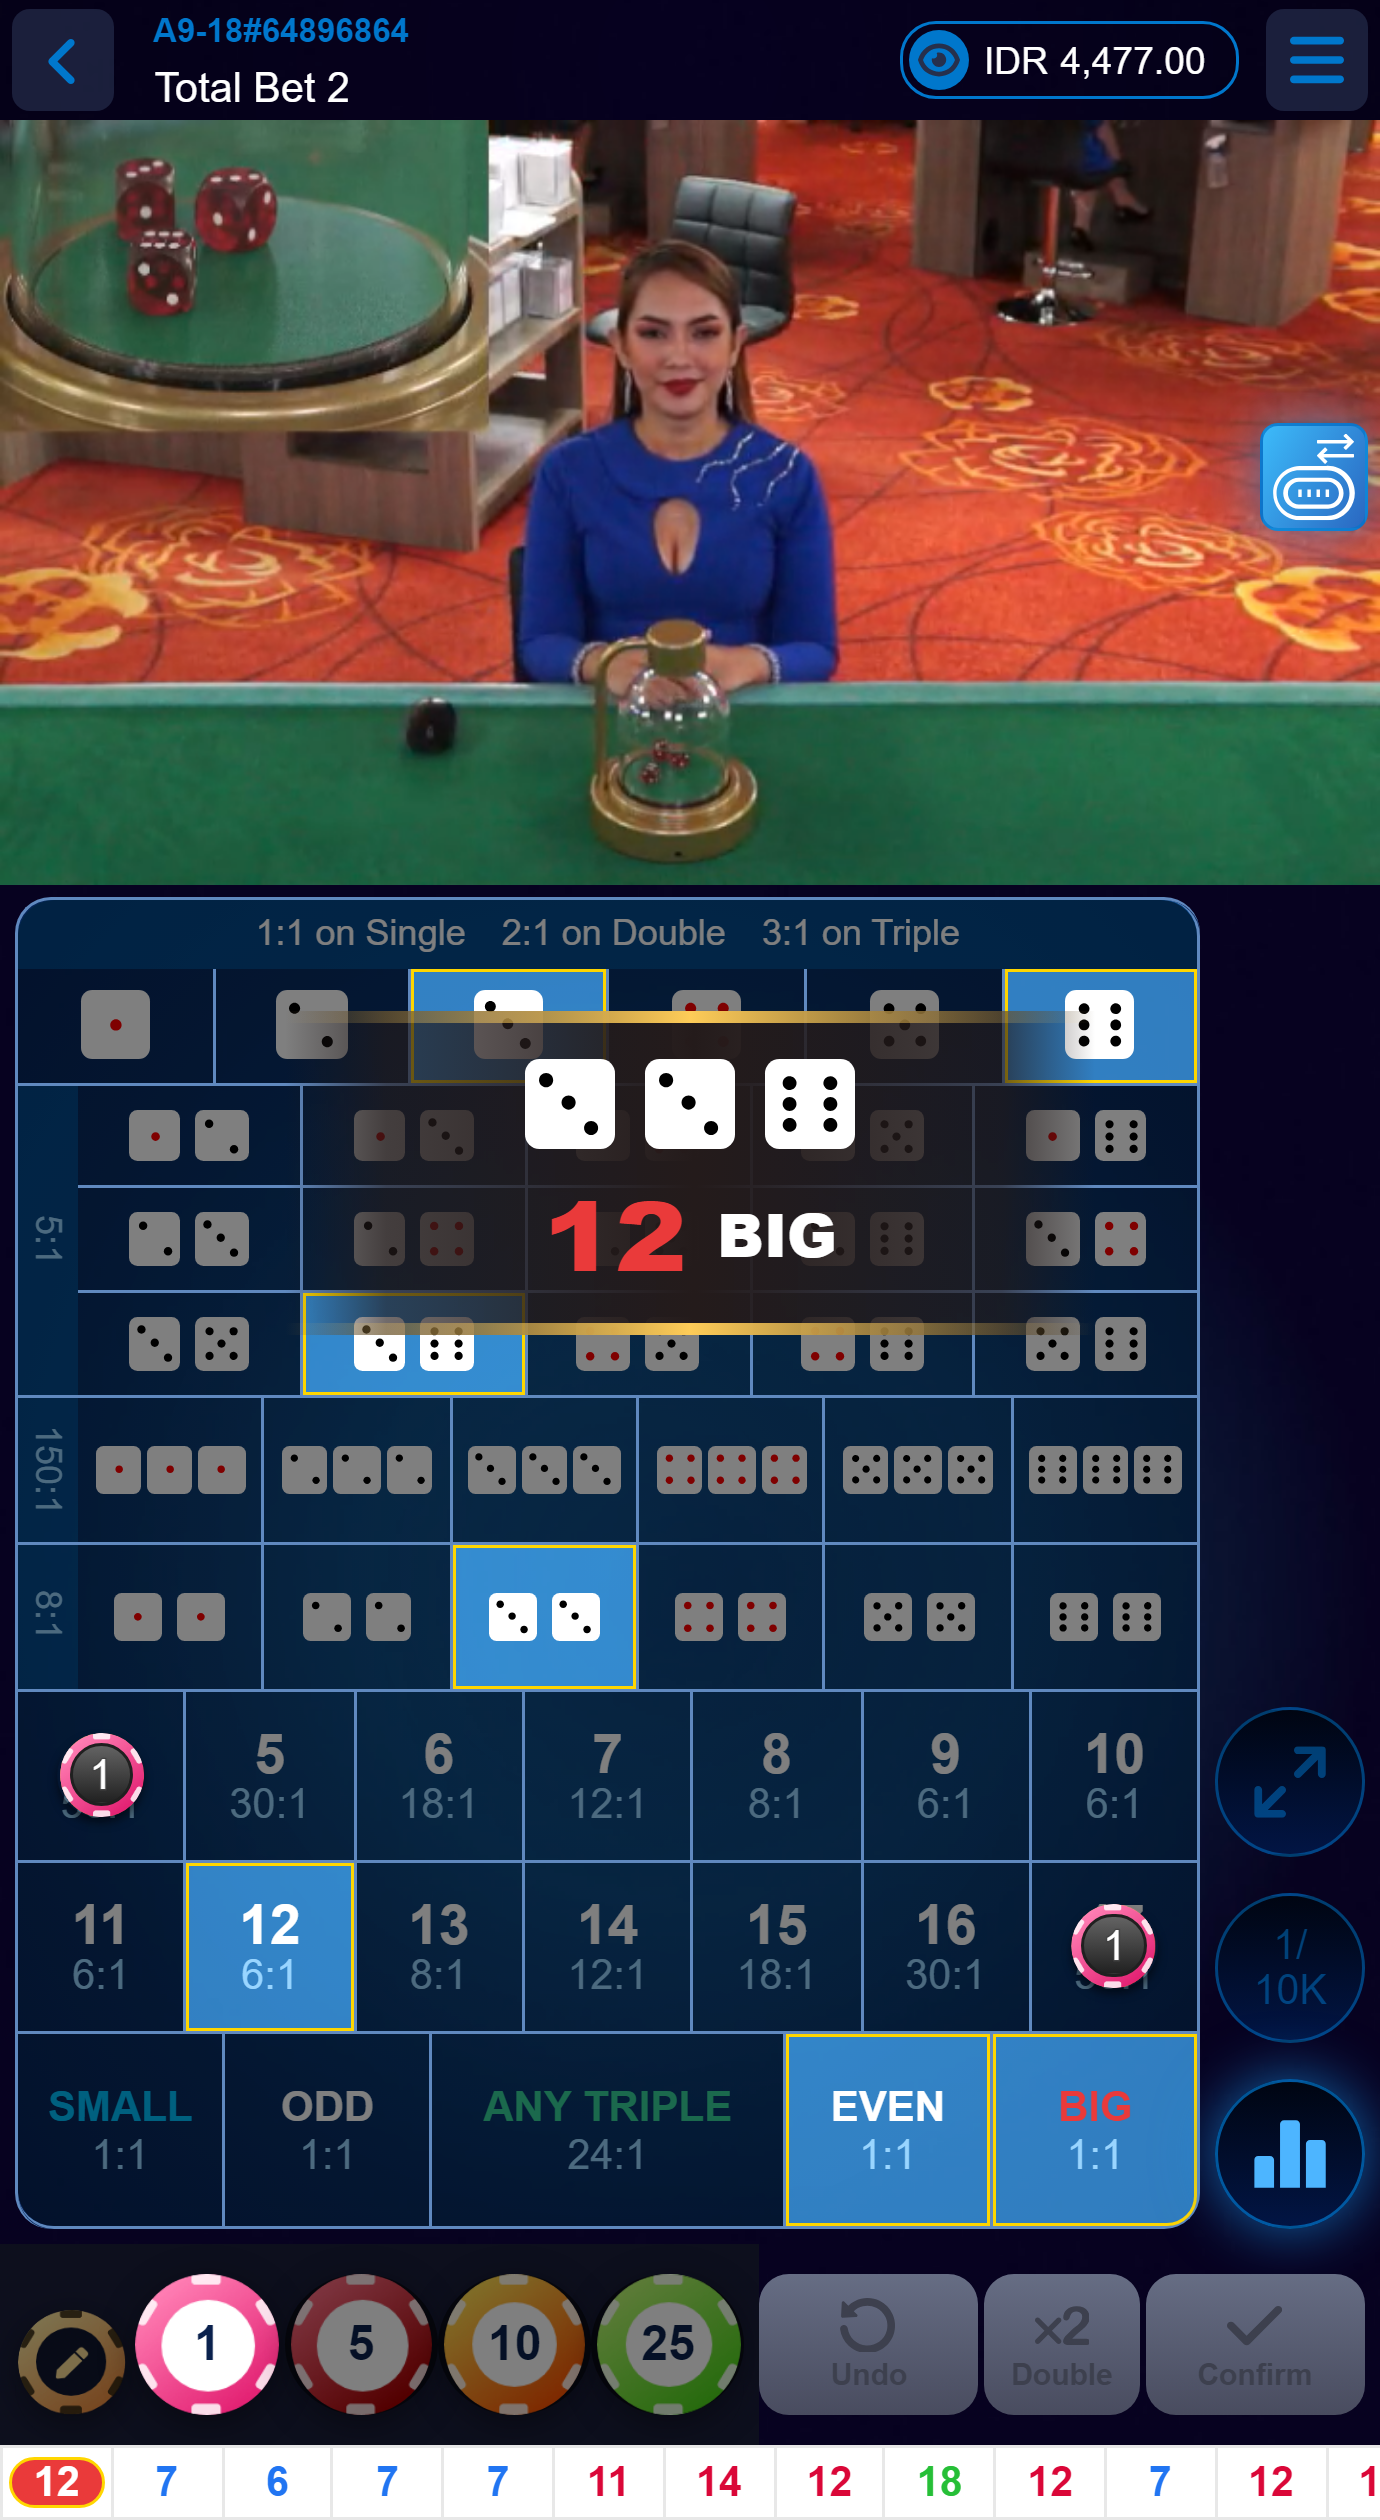 A9-18#64896864
Total Bet 2
IDR 4,477.00
1:1 on Single 2:1 on Double 3:1 on Triple
5:1
12 BIG
150:1
8:1
1
5 30:1
6 18:1
7 12:1
8 8:1
9 6:1
10 6:1
11 6:1
12 6:1
13 8:1
14 12:1
15 18:1
16 30:1
1
1/
10K
SMALL 1:1
ODD 1:1
ANY TRIPLE 24:1
EVEN 1:1
BIG 1:1
1 5 10 25
Undo
x2
Double
Confirm
12 7 6 7 7 11 14 12 18 12 7 12